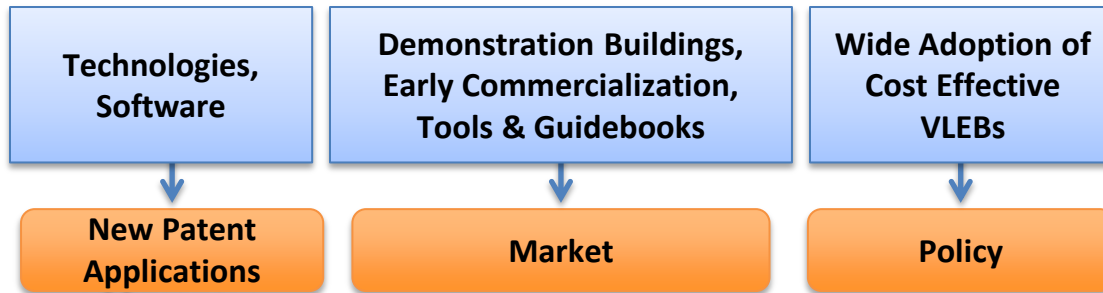 Technologies,
Software
Demonstration Buildings,
Early Commercialization,
Tools & Guidebooks
Wide Adoption of
Cost Effective
VLEBs
New Patent
Applications
Market
Policy